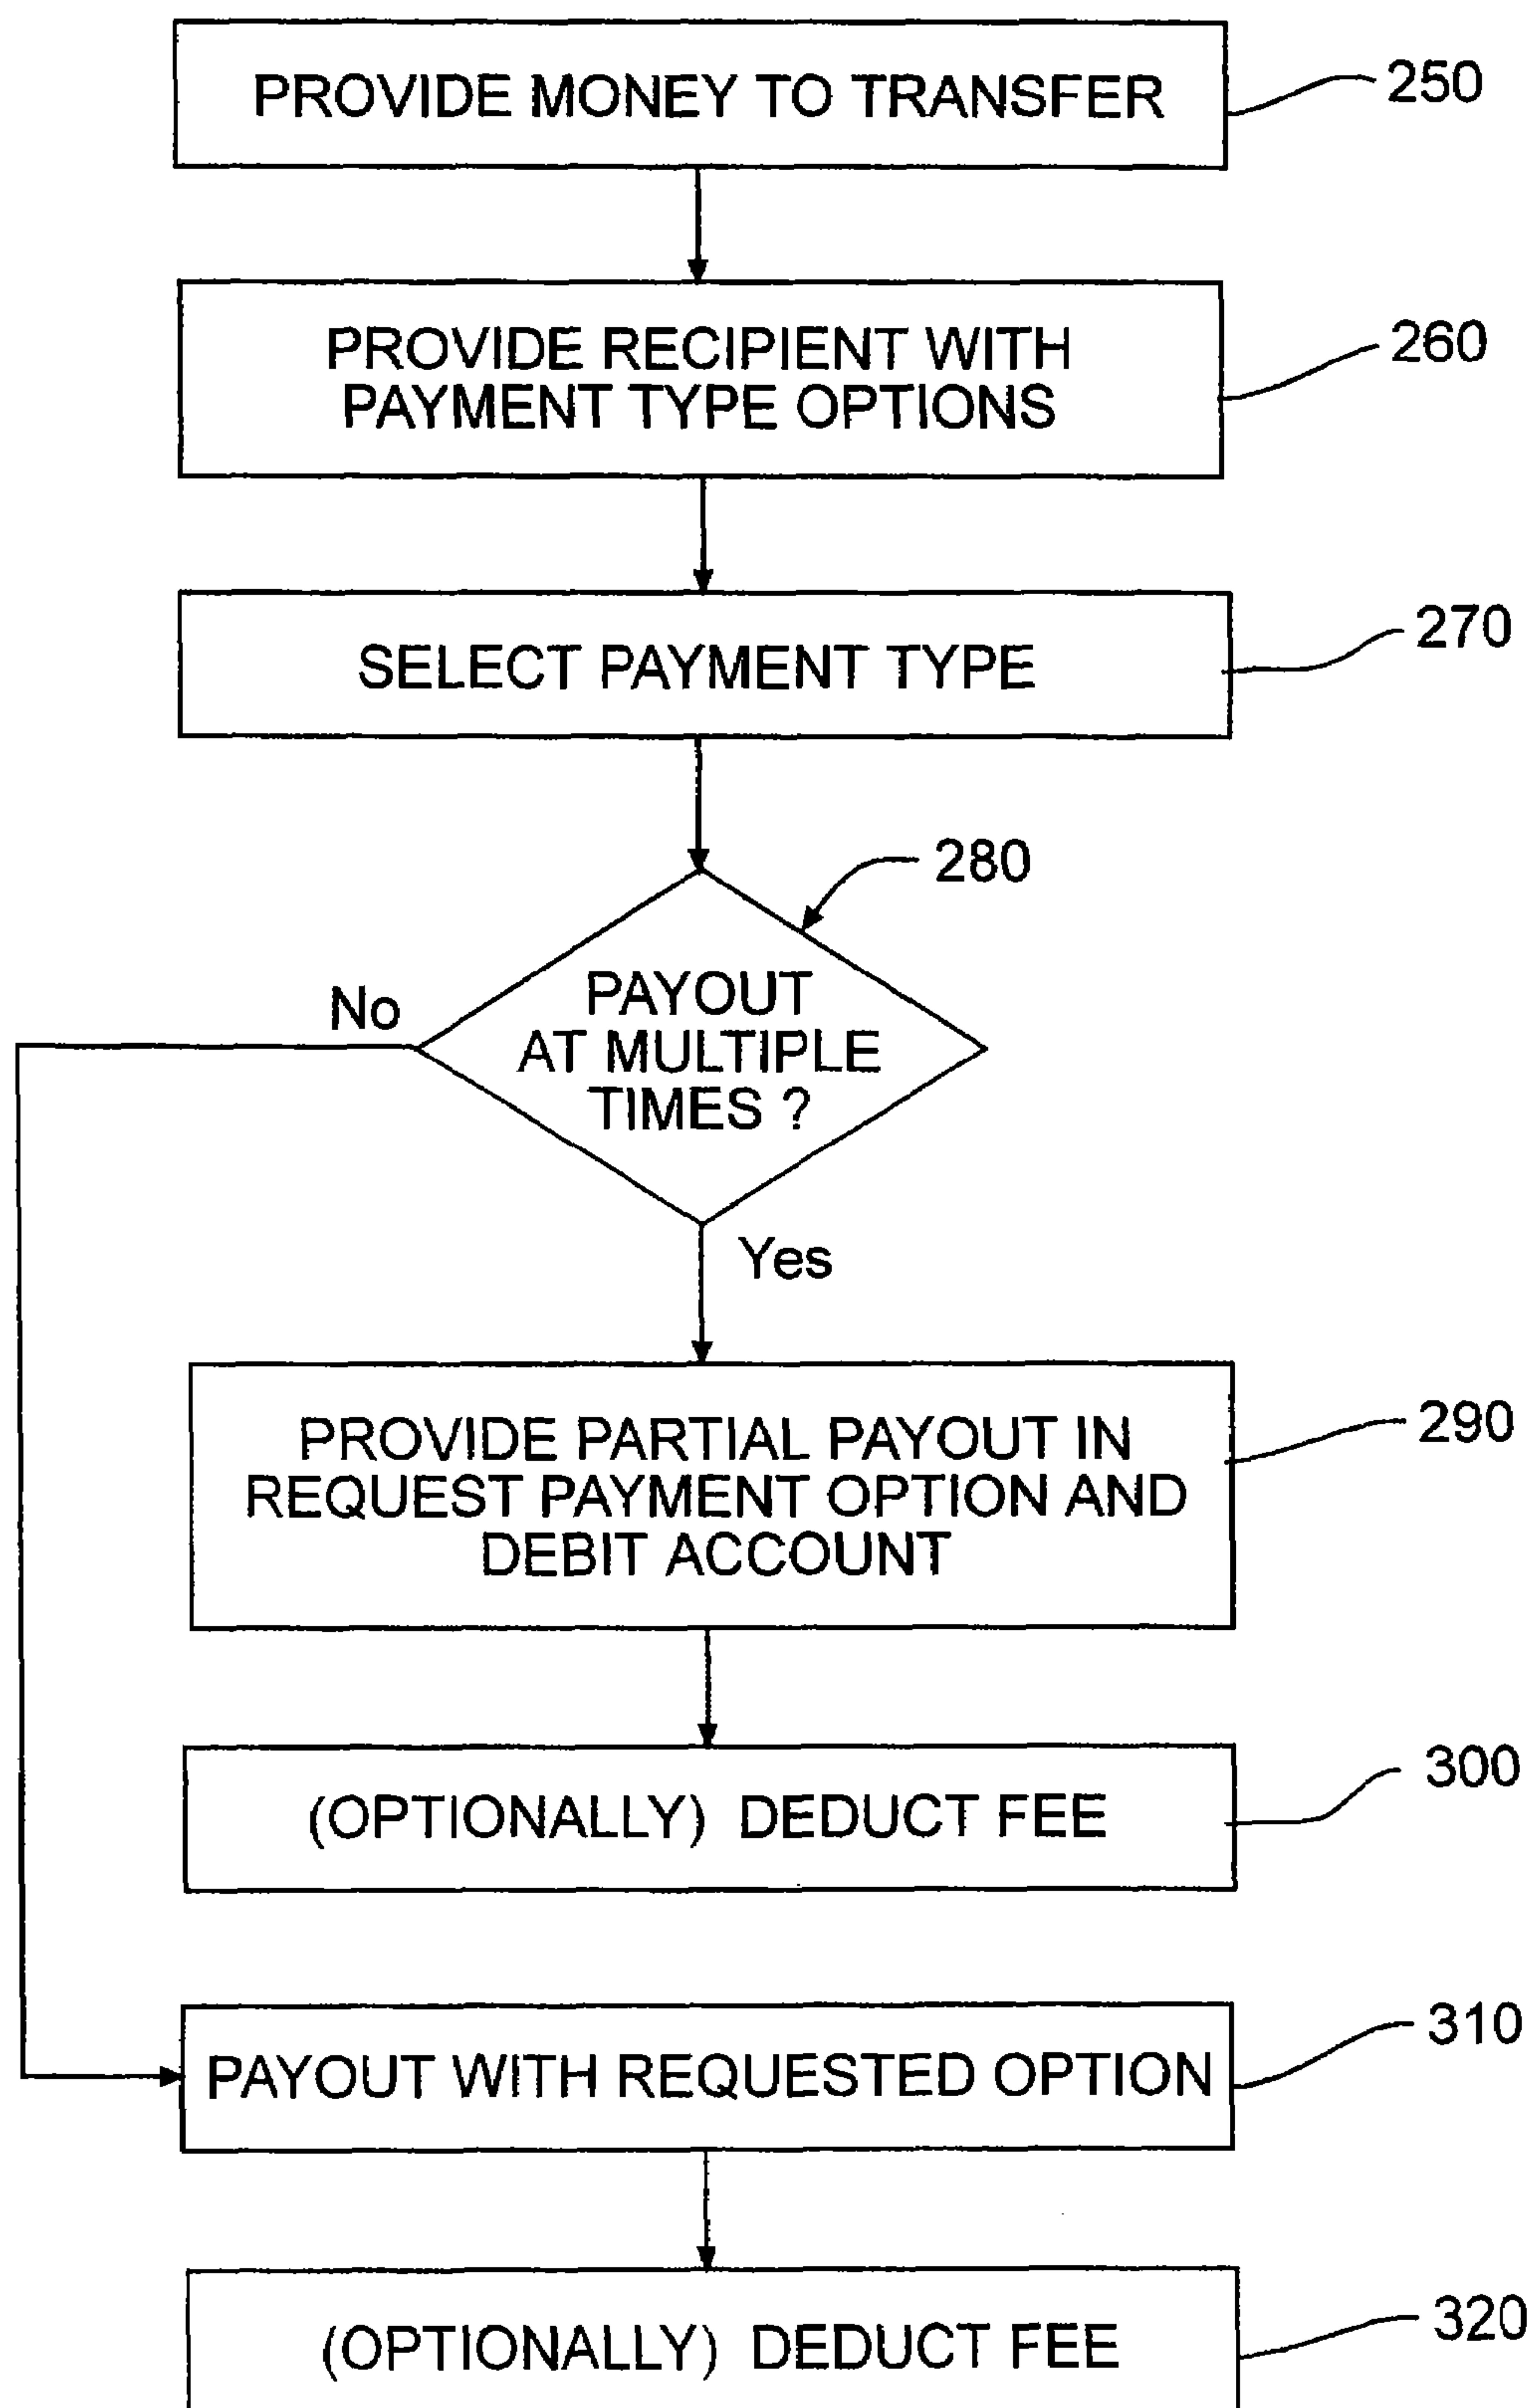 PROVIDE MONEY TO TRANSFER
250
PROVIDE RECIPIENT WITH
PAYMENT TYPE OPTIONS
260
SELECT PAYMENT TYPE
270
280
PAYOUT
AT MULTIPLE
TIMES ?
No
Yes
PROVIDE PARTIAL PAYOUT IN
REQUEST PAYMENT OPTION AND
DEBIT ACCOUNT
290
(OPTIONALLY) DEDUCT FEE
300
PAYOUT WITH REQUESTED OPTION
310
(OPTIONALLY) DEDUCT FEE
320